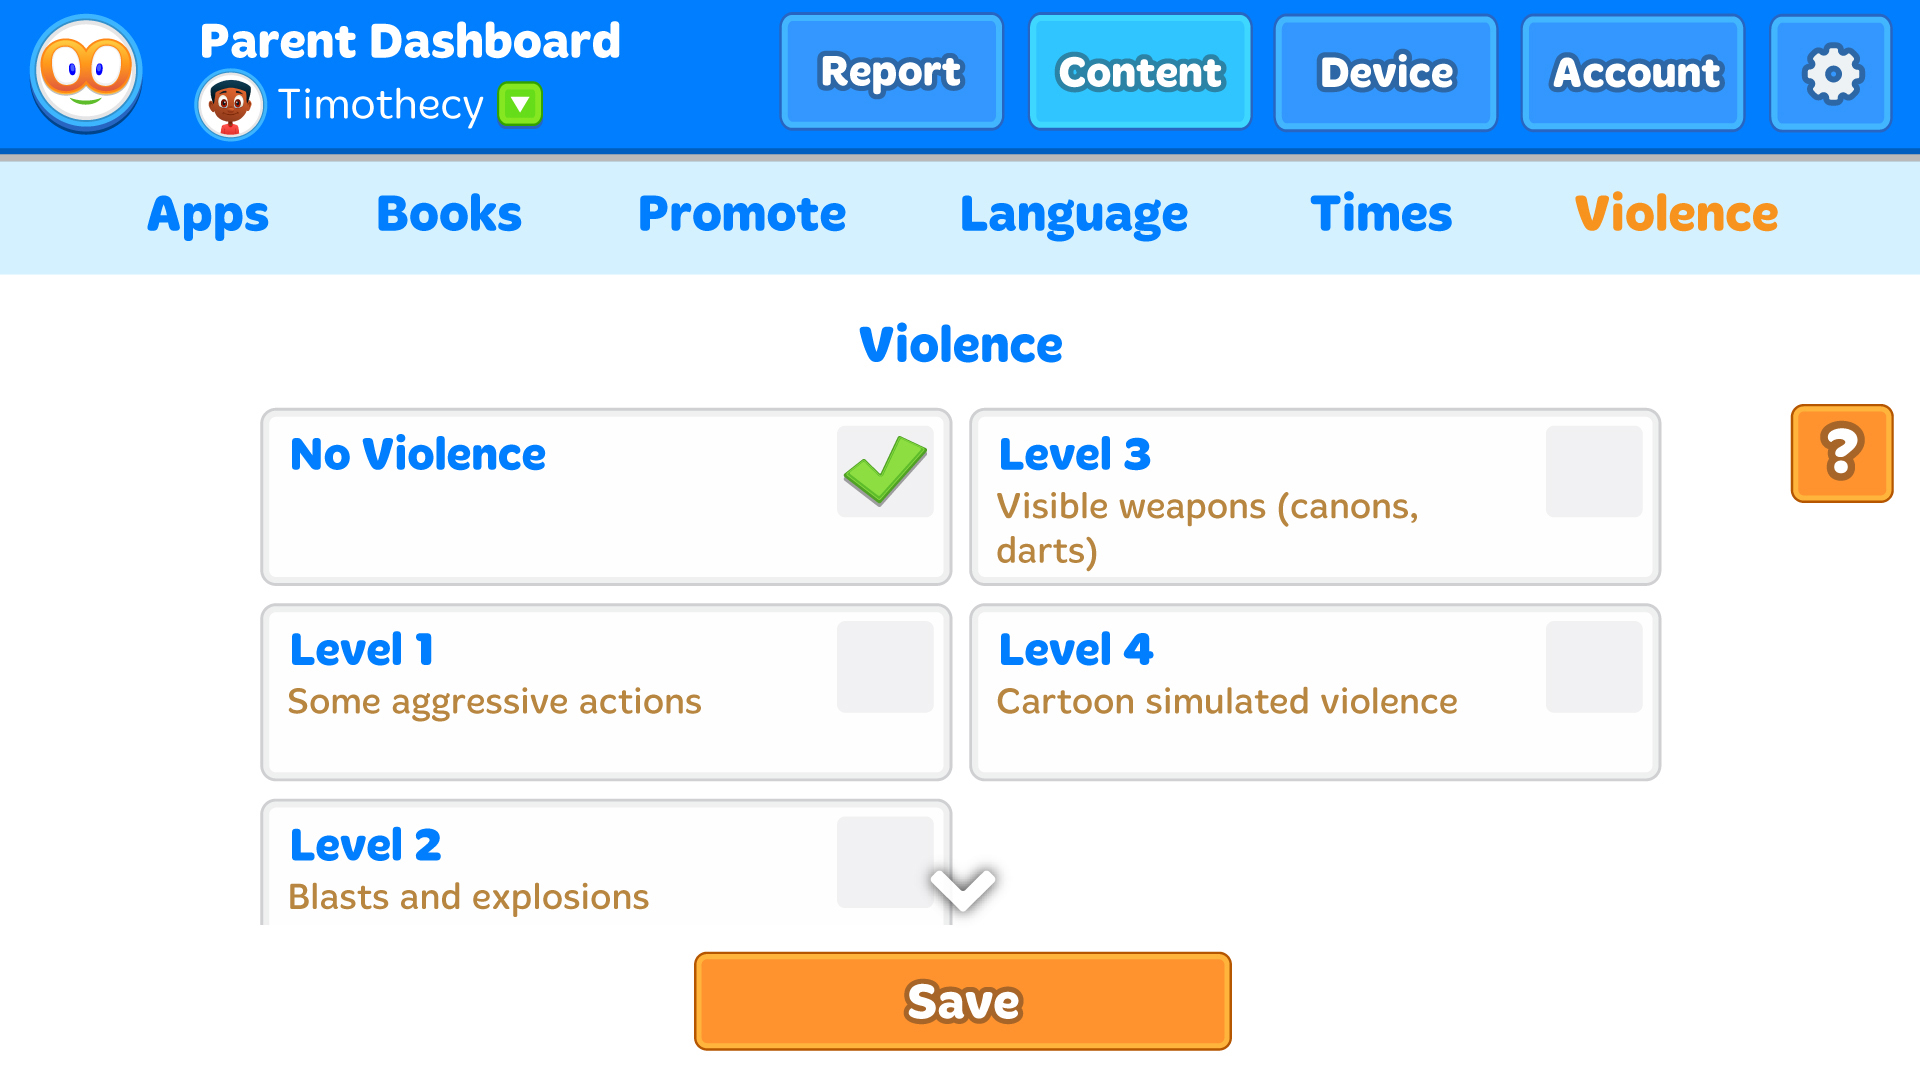 Parent Dashboard
Timothecy
Report
Content
Device
Account
Apps
Books
Promote
Language
Times
Violence
Violence
No Violence
Level 3
Visible weapons (canons,
darts)
Level 1
Some aggressive actions
Level 4
Cartoon simulated violence
Level 2
Blasts and explosions
?
Save